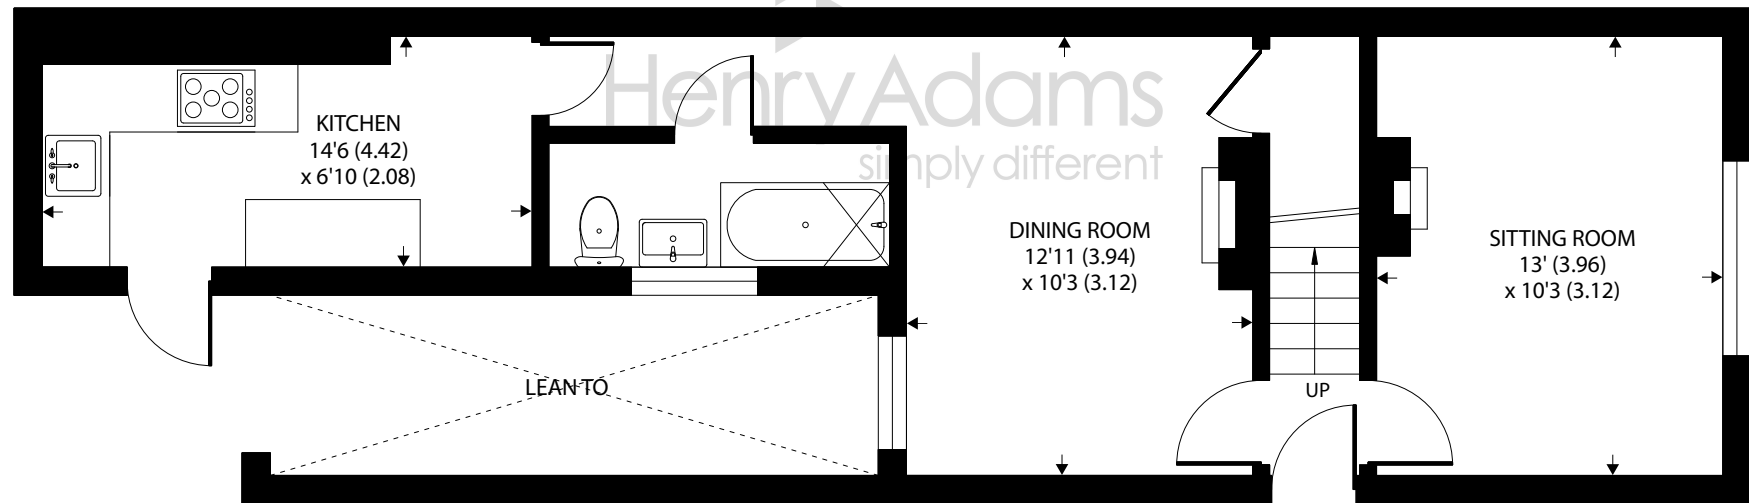 Henry Adams
simply different
KITCHEN
14'6 (4.42)
x 6'10 (2.08)
DINING ROOM
12'11 (3.94)
x 10'3 (3.12)
SITTING ROOM
13' (3.96)
x 10'3 (3.12)
LEAN TO
UP